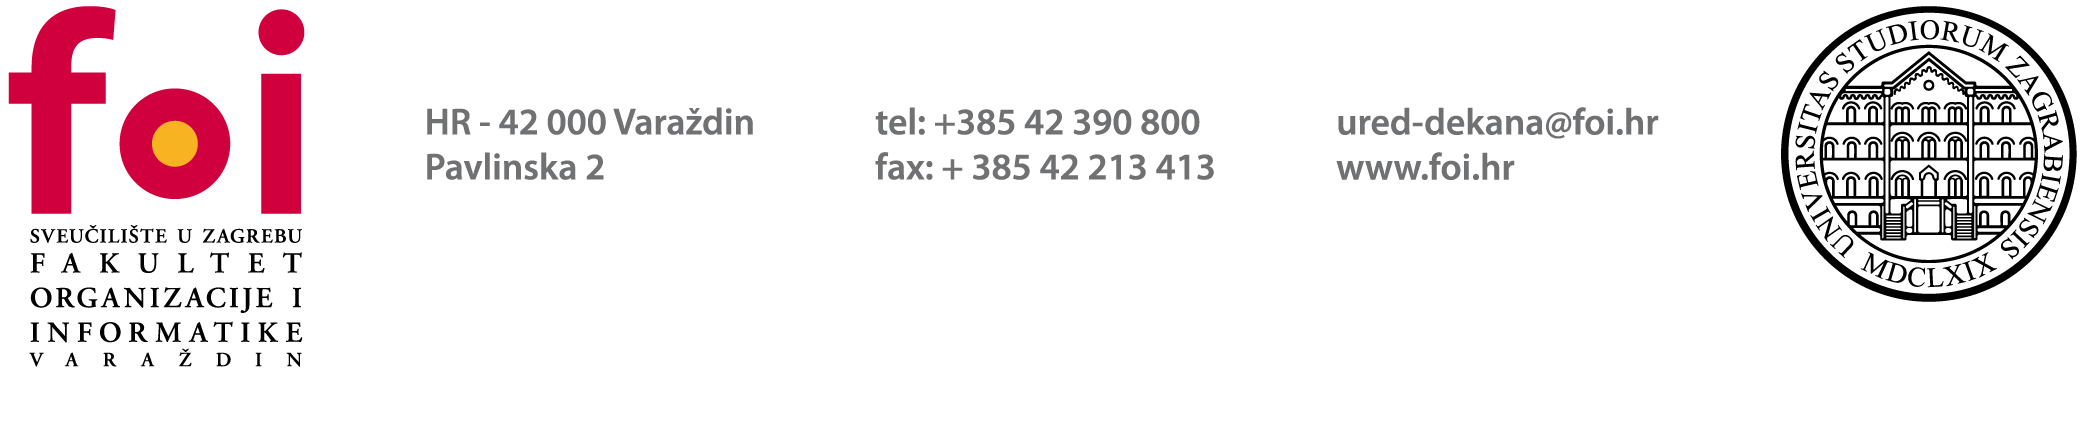 foi
SVEUČILIŠTE U ZAGREBU
FAKULTET
ORGANIZACIJE I
INFORMATIKE
VARAŽDIN
HR - 42 000 Varaždin
Pavlinska 2
tel: +385 42 390 800
fax: + 385 42 213 413
ured-dekana@foi.hr
www.foi.hr
UNIVERSITAS STUDIORUM ZAGRABIENSIS
MDCLXIX